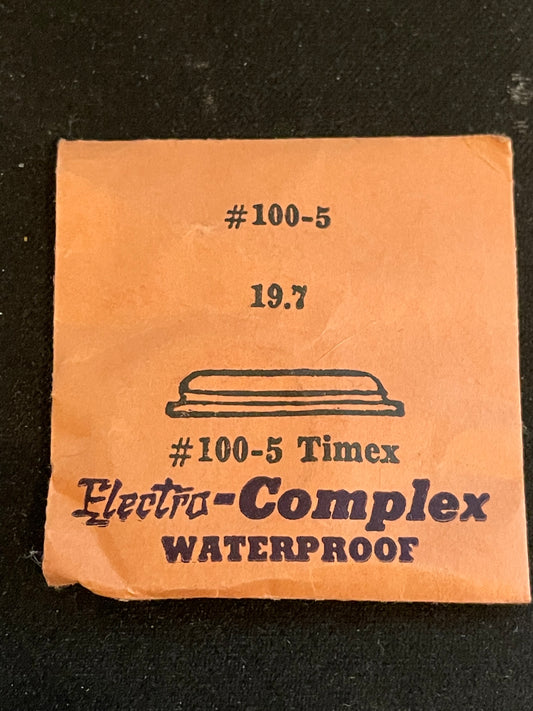 #100-5
19.7
#100-5 Timex
Electro-Complex
WATERPROOF